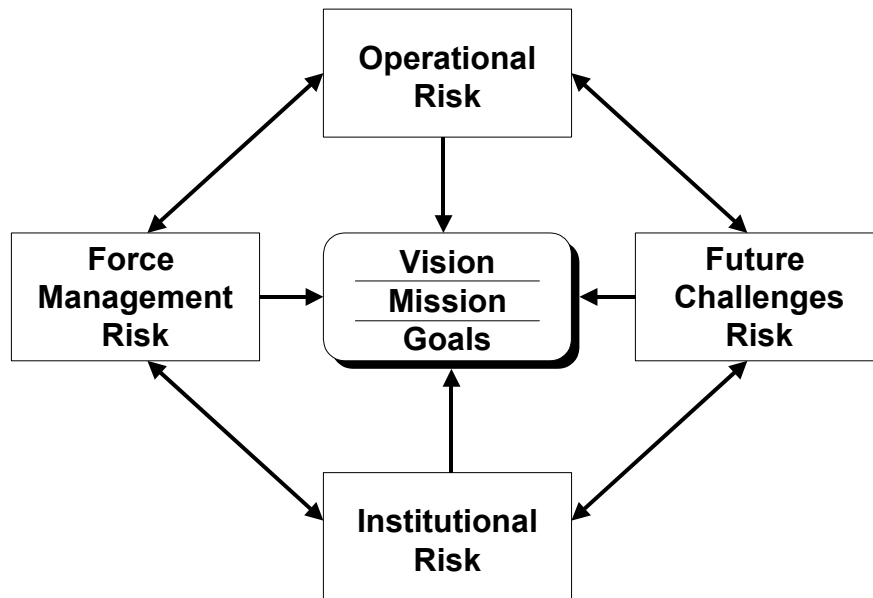 Operational
Risk
Force
Management
Risk
Vision
Mission
Goals
Future
Challenges
Risk
Institutional
Risk